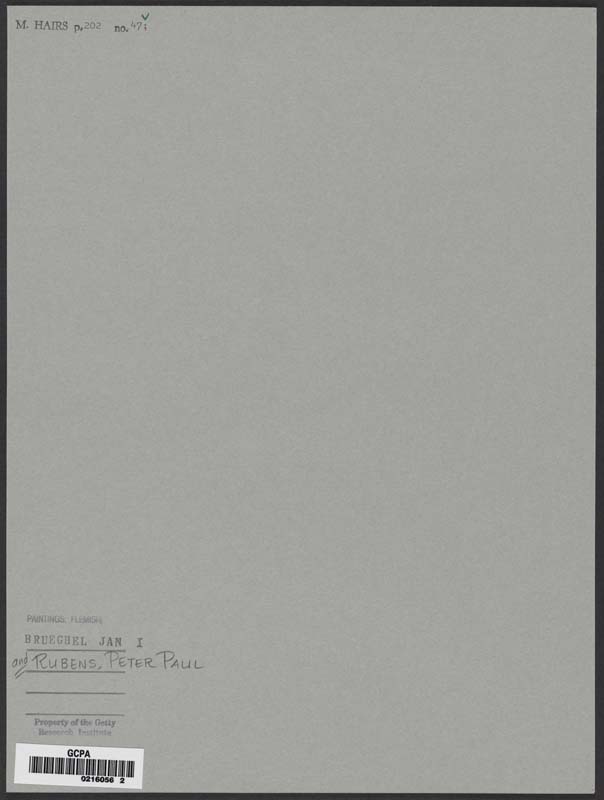 M. HAIRS p.202 no.47;
PAINTINGS: FLEMISH
BRUEGHEL JAN I
and RUBENS, PETER PAUL
Property of the Getty
Research Institute
GCPA
0216056 2